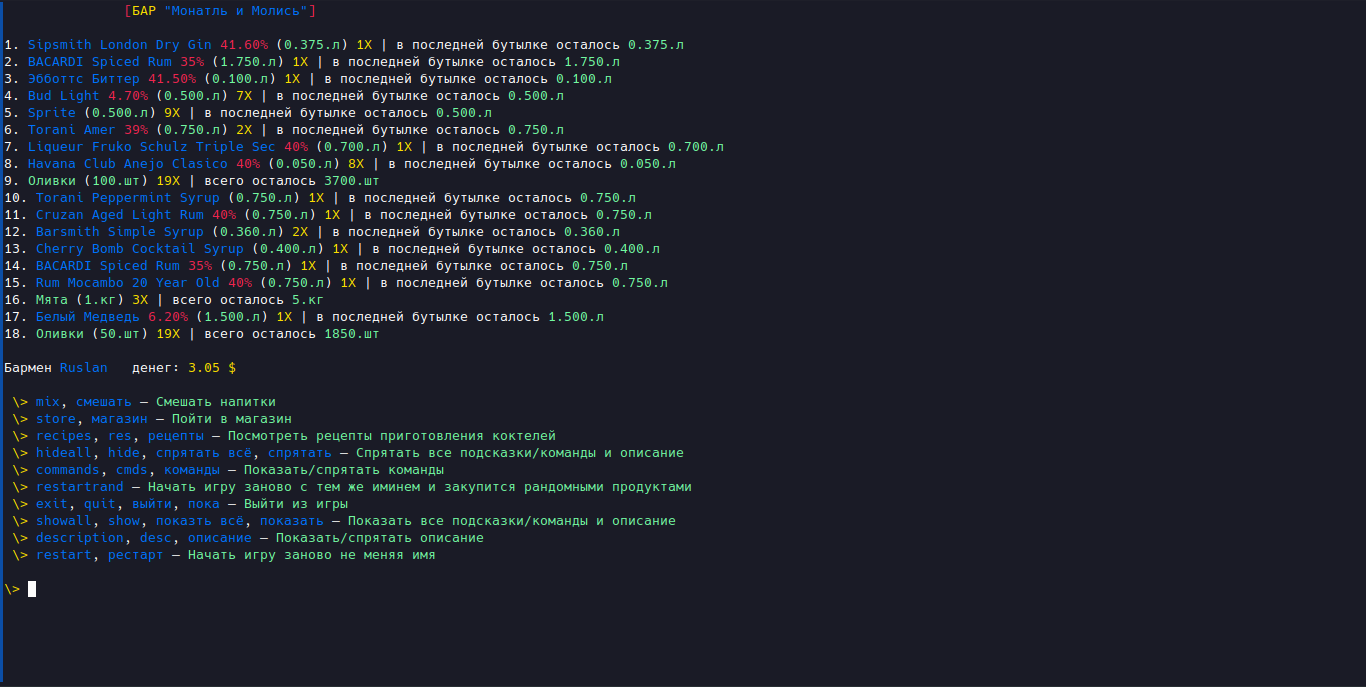 [БАР "Монатль и Молись"]
1. Sipsmith London Dry Gin 41.60% (0.375.л) 1X | в последней бутылке осталось 0.375.л
2. BACARDI Spiced Rum 35% (1.750.л) 1X | в последней бутылке осталось 1.750.л
3. Эбботтс Биттер 41.50% (0.100.л) 1X | в последней бутылке осталось 0.100.л
4. Bud Light 4.70% (0.500.л) 7X | в последней бутылке осталось 0.500.л
5. Sprite (0.500.л) 9X | в последней бутылке осталось 0.500.л
6. Torani Amer 39% (0.750.л) 2X | в последней бутылке осталось 0.750.л
7. Liqueur Fruko Schulz Triple Sec 40% (0.700.л) 1X | в последней бутылке осталось 0.700.л
8. Havana Club Anejo Clasico 40% (0.050.л) 8X | в последней бутылке осталось 0.050.л
9. Оливки (100.шт) 19X | всего осталось 3700.шт
10. Torani Peppermint Syrup (0.750.л) 1X | в последней бутылке осталось 0.750.л
11. Cruzan Aged Light Rum 40% (0.750.л) 1X | в последней бутылке осталось 0.750.л
12. Barsmith Simple Syrup (0.360.л) 2X | в последней бутылке осталось 0.360.л
13. Cherry Bomb Cocktail Syrup (0.400.л) 1X | в последней бутылке осталось 0.400.л
14. BACARDI Spiced Rum 35% (0.750.л) 1X | в последней бутылке осталось 0.750.л
15. Rum Mocambo 20 Year Old 40% (0.750.л) 1X | в последней бутылке осталось 0.750.л
16. Мята (1.кг) 3X | всего осталось 5.кг
17. Белый Медведь 6.20% (1.500.л) 1X | в последней бутылке осталось 1.500.л
18. Оливки (50.шт) 19X | всего осталось 1850.шт
Бармен Ruslan денег: 3.05 $
\> mix, смешать — Смешать напитки
\> store, магазин — Пойти в магазин
\> recipes, res, рецепты — Посмотреть рецепты приготовления коктелей
\> hideall, hide, спрятать всё, спрятать — Спрятать все подсказки/команды и описание
\> commands, cmds, команды — Показать/спрятать команды
\> restartrand — Начать игру заново с тем же иминем и закупится рандомными продуктами
\> exit, quit, выйти, пока — Выйти из игры
\> showall, show, показть всё, показать — Показать все подсказки/команды и описание
\> description, desc, описание — Показать/спрятать описание
\> restart, рестарт — Начать игру заново не меняя имя
\>